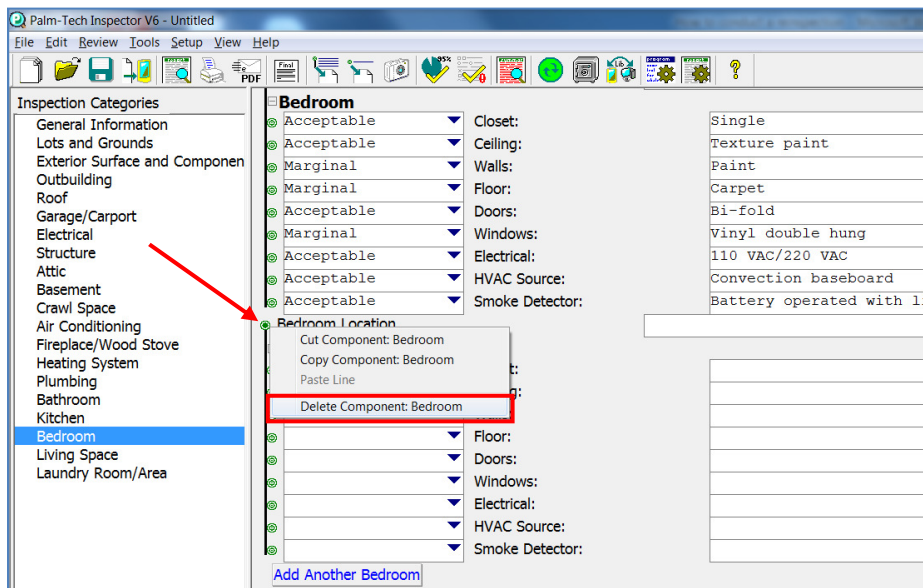 Palm-Tech Inspector V6 - Untitled
File Edit Review Tools Setup View Help
PDF Final 95% Lib ?
Inspection Categories
General Information
Lots and Grounds
Exterior Surface and Componen
Outbuilding
Roof
Garage/Carport
Electrical
Structure
Attic
Basement
Crawl Space
Air Conditioning
Fireplace/Wood Stove
Heating System
Plumbing
Bathroom
Kitchen
Bedroom
Living Space
Laundry Room/Area
Bedroom
Acceptable Closet: Single
Acceptable Ceiling: Texture paint
Marginal Walls: Paint
Marginal Floor: Carpet
Acceptable Doors: Bi-fold
Marginal Windows: Vinyl double hung
Acceptable Electrical: 110 VAC/220 VAC
Acceptable HVAC Source: Convection baseboard
Acceptable Smoke Detector: Battery operated with li
Bedroom Location
Cut Component: Bedroom
Copy Component: Bedroom
Paste Line
Delete Component: Bedroom
t:
g:
Floor:
Doors:
Windows:
Electrical:
HVAC Source:
Smoke Detector:
Add Another Bedroom